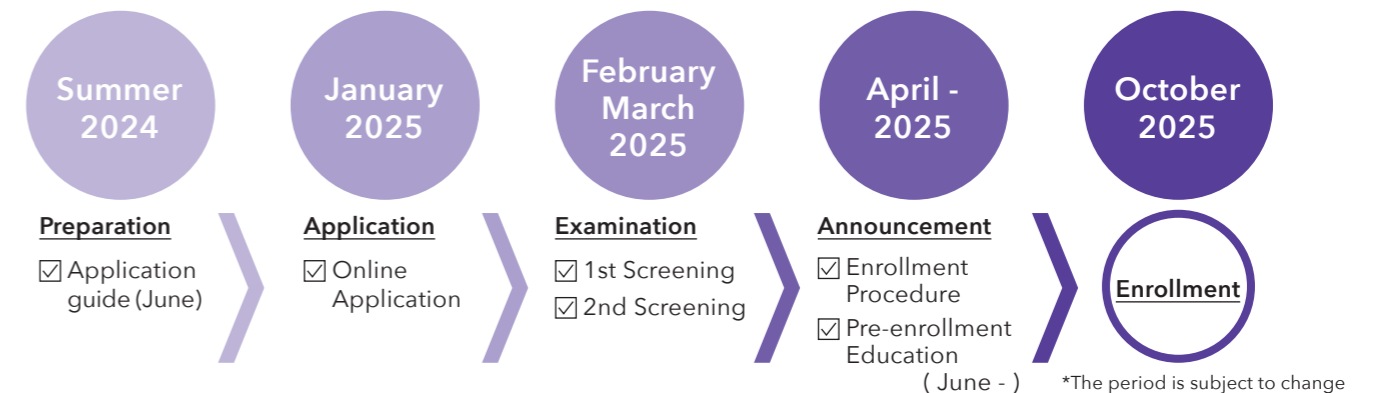 Summer
2024
January
2025
February
March
2025
April -
2025
October
2025
Preparation
☑ Application
guide (June)
Application
☑ Online
Application
Examination
☑ 1st Screening
☑ 2nd Screening
Announcement
☑ Enrollment
Procedure
☑ Pre-enrollment
Education
( June - )
Enrollment
*The period is subject to change